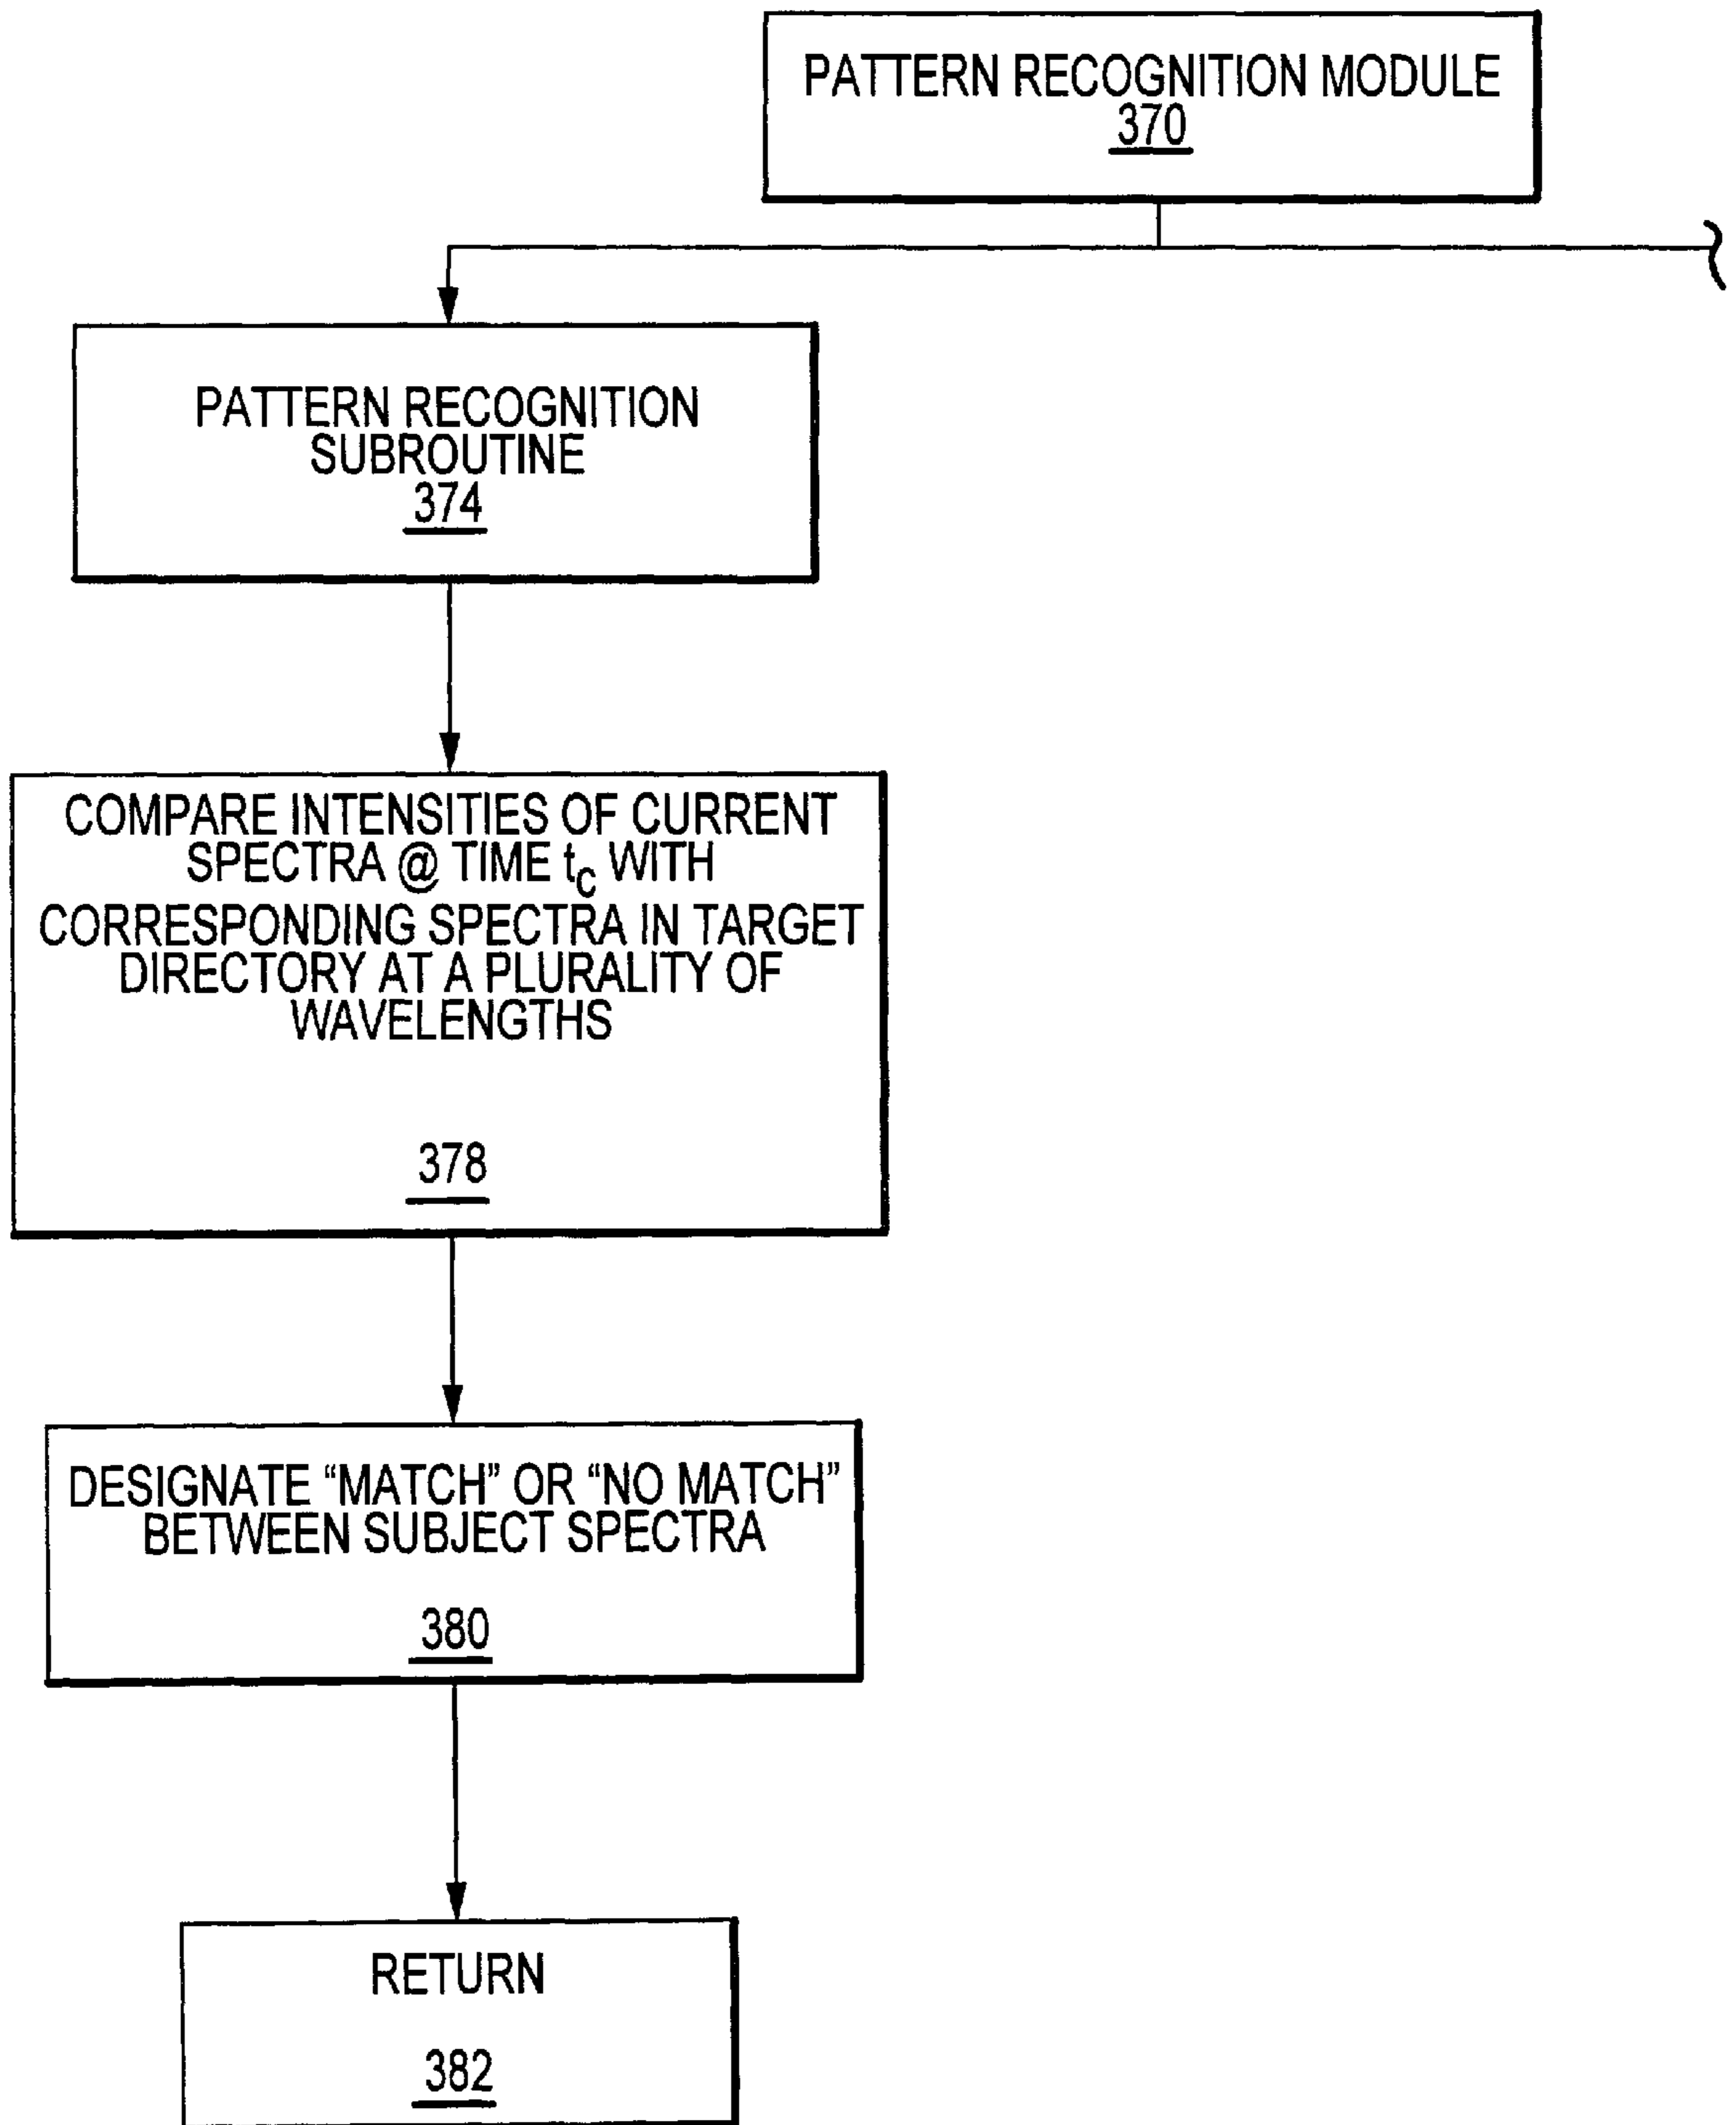 PATTERN RECOGNITION MODULE
370
PATTERN RECOGNITION
SUBROUTINE
374
COMPARE INTENSITIES OF CURRENT
SPECTRA @ TIME tc WITH
CORRESPONDING SPECTRA IN TARGET
DIRECTORY AT A PLURALITY OF
WAVELENGTHS
378
DESIGNATE “MATCH” OR “NO MATCH”
BETWEEN SUBJECT SPECTRA
380
RETURN
382